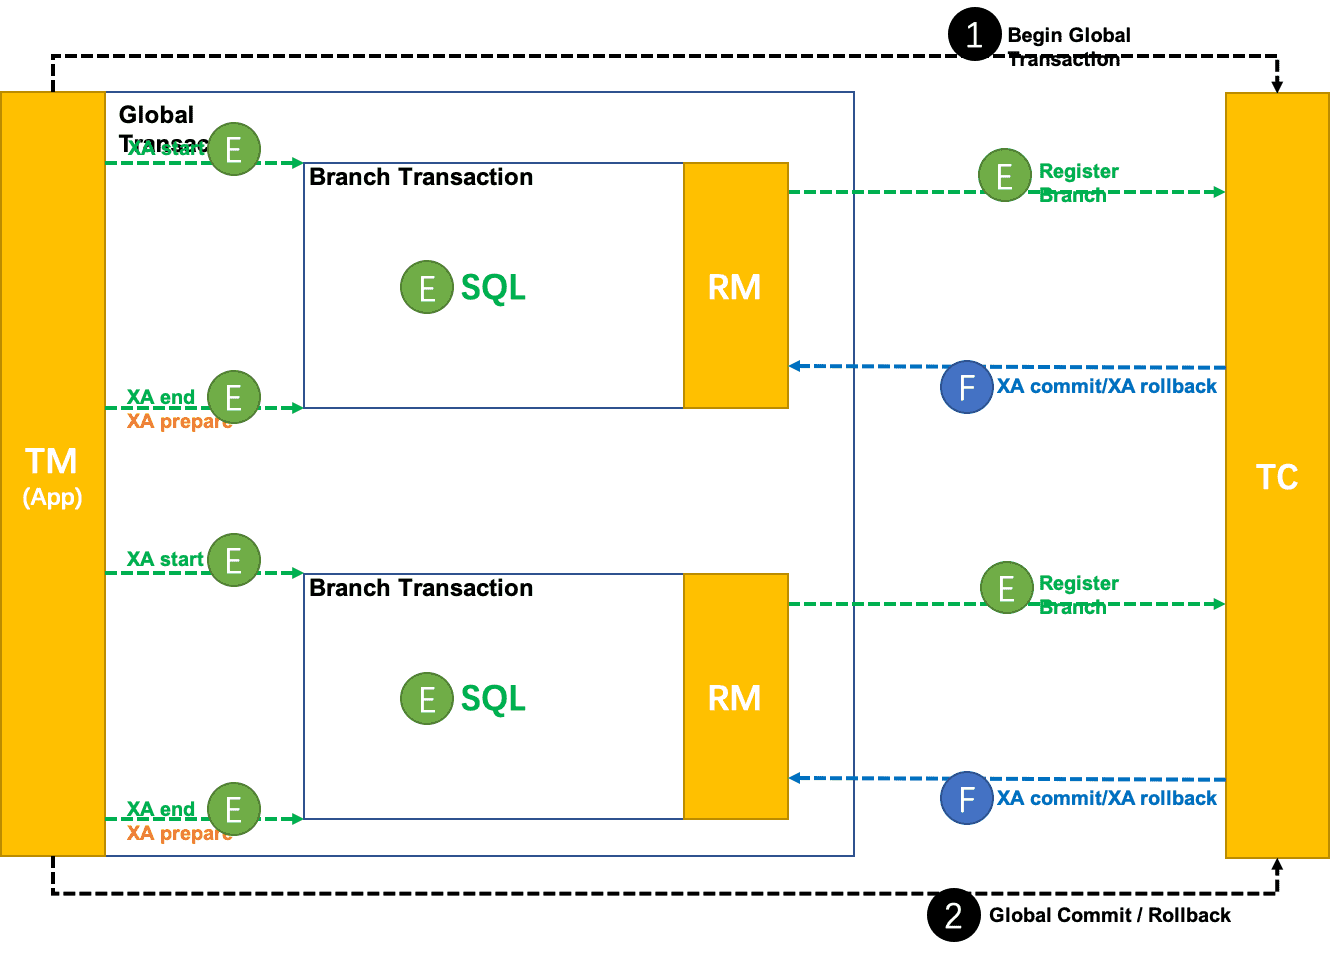 1
Begin Global
Transaction
Global
Transac
XA start
E
Branch Transaction
E
Register
Branch
E
SQL
RM
XA end
XA prepare
E
F
XA commit/XA rollback
TM
(App)
TC
XA start
E
Branch Transaction
E
Register
Branch
E
SQL
RM
XA end
XA prepare
E
F
XA commit/XA rollback
2
Global Commit / Rollback